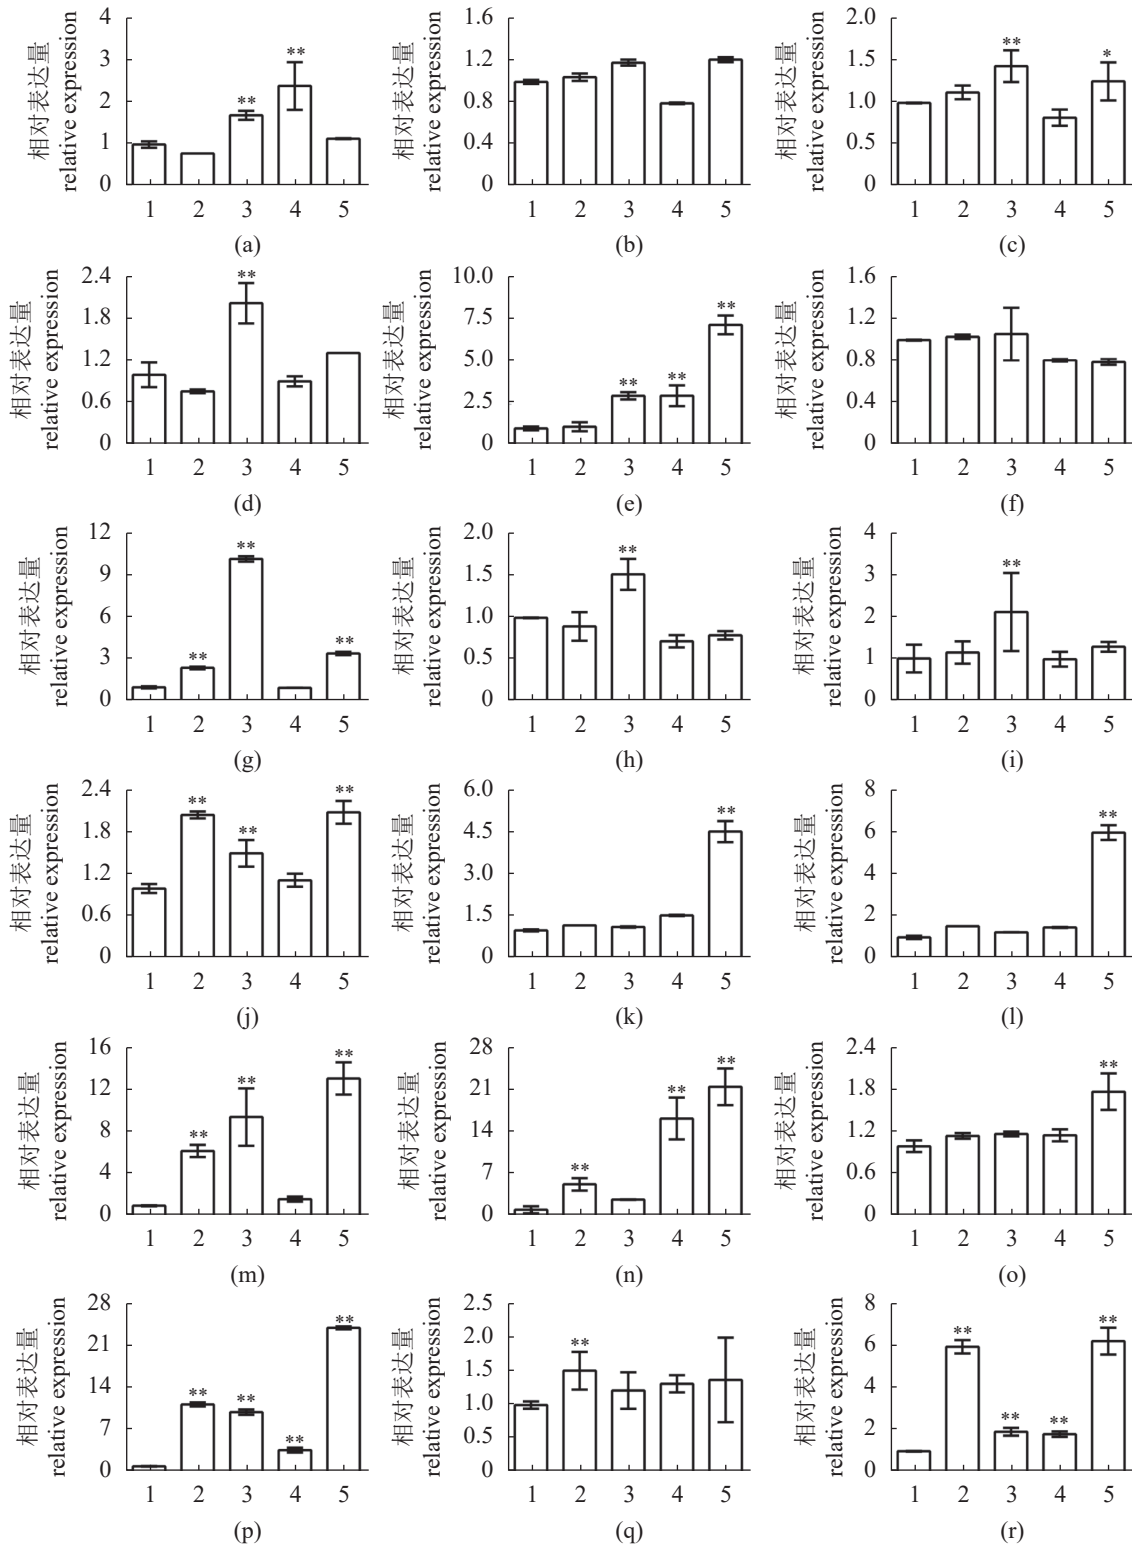 相对表达量
relative expression
4
3
2
1
0
**
**
1 2 3 4 5
(a)
相对表达量
relative expression
1.6
1.2
0.8
0.4
0
1 2 3 4 5
(b)
相对表达量
relative expression
2.0
1.5
1.0
0.5
0
**
*
1 2 3 4 5
(c)
相对表达量
relative expression
2.4
1.8
1.2
0.6
0
**
1 2 3 4 5
(d)
相对表达量
relative expression
10.0
7.5
5.0
2.5
0
**
**
**
1 2 3 4 5
(e)
相对表达量
relative expression
1.6
1.2
0.8
0.4
0
1 2 3 4 5
(f)
相对表达量
relative expression
12
9
6
3
0
**
**
**
1 2 3 4 5
(g)
相对表达量
relative expression
2.0
1.5
1.0
0.5
0
**
1 2 3 4 5
(h)
相对表达量
relative expression
4
3
2
1
0
**
1 2 3 4 5
(i)
相对表达量
relative expression
2.4
1.8
1.2
0.6
0
**
**
**
1 2 3 4 5
(j)
相对表达量
relative expression
6.0
4.5
3.0
1.5
0
**
1 2 3 4 5
(k)
相对表达量
relative expression
8
6
4
2
0
**
1 2 3 4 5
(l)
相对表达量
relative expression
16
12
8
4
0
**
**
**
1 2 3 4 5
(m)
相对表达量
relative expression
28
21
14
7
0
**
**
**
1 2 3 4 5
(n)
相对表达量
relative expression
2.4
1.8
1.2
0.6
0
**
1 2 3 4 5
(o)
相对表达量
relative expression
28
21
14
7
0
**
**
**
**
1 2 3 4 5
(p)
相对表达量
relative expression
2.5
2.0
1.5
1.0
0.5
0
**
1 2 3 4 5
(q)
相对表达量
relative expression
8
6
4
2
0
**
**
**
**
1 2 3 4 5
(r)